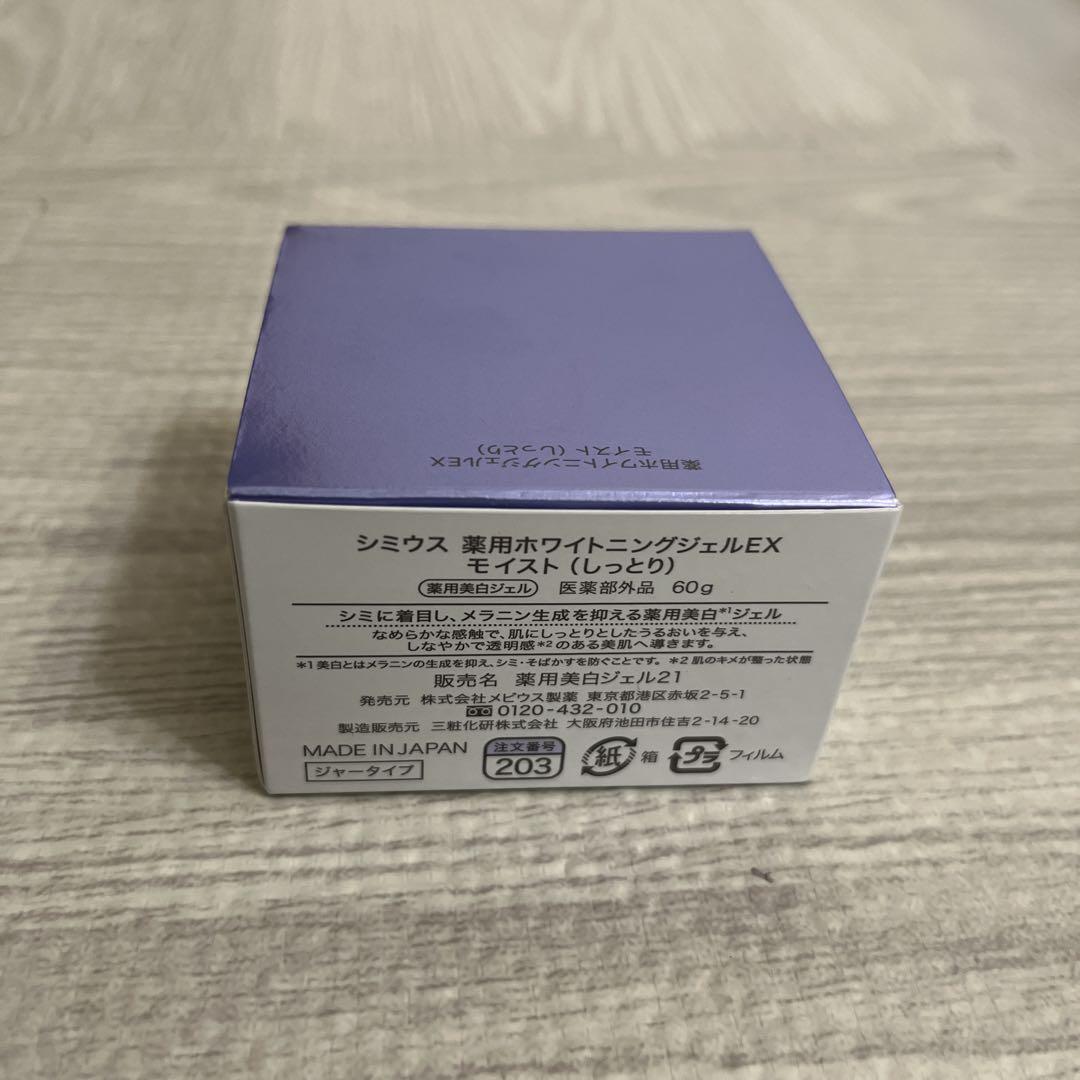 薬用ホワイトニングジェルEX
モイスト(しっとり)
シミウス 薬用ホワイトニングジェルEX
モイスト(しっとり)
薬用美白ジェル 医薬部外品 60g
シミに着目し、メラニン生成を抑える薬用美白*1ジェル
なめらかな感触で、肌にしっとりとしたうるおいを与え、
しなやかで透明感*2のある美肌へ導きます。
*1 美白とはメラニンの生成を抑え、シミ・そばかすを防ぐことです。 *2 肌のキメが整った状態
販売名 薬用美白ジェル21
発売元 株式会社メビウス製薬 東京都港区赤坂2-5-1
0120-432-010
製造販売元 三粧化研株式会社 大阪府池田市住吉2-14-20
MADE IN JAPAN
ジャータイプ
注文番号
203
紙 箱
プラ フィルム